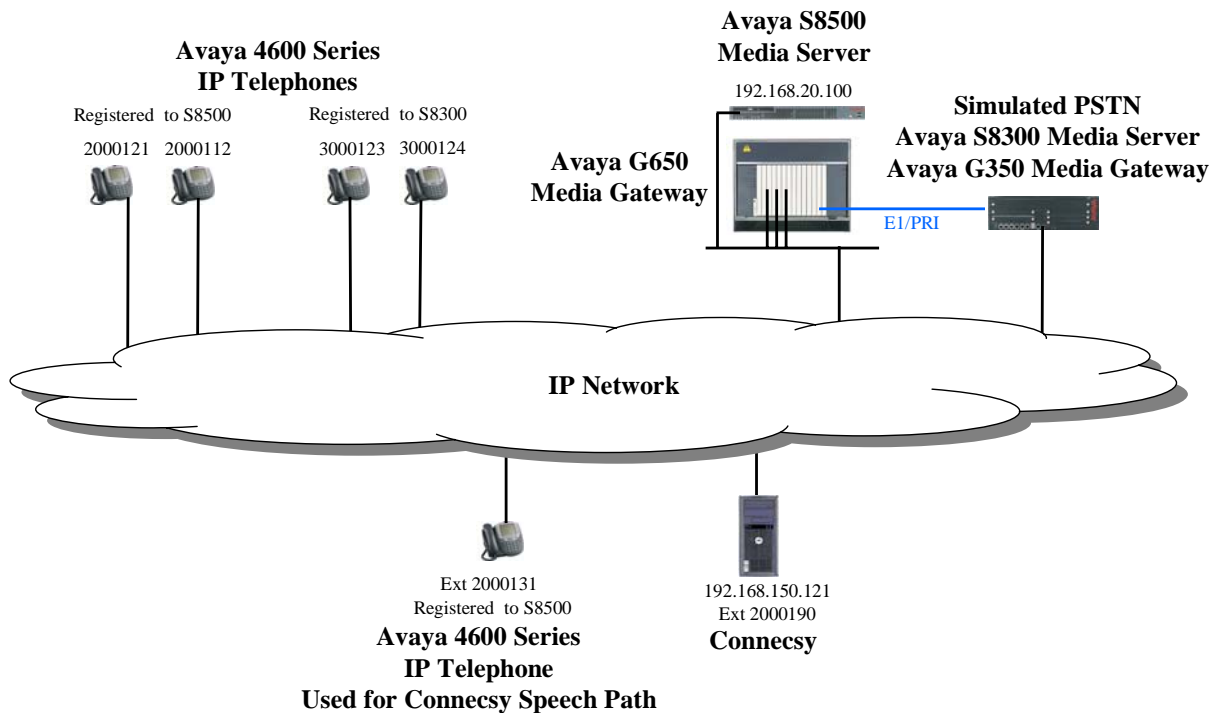 Avaya S8500
Media Server
192.168.20.100
Avaya 4600 Series
IP Telephones
Registered to S8500
Registered to S8300
2000121
2000112
3000123
3000124
Avaya G650
Media Gateway
Simulated PSTN
Avaya S8300 Media Server
Avaya G350 Media Gateway
E1/PRI
IP Network
Ext 2000131
Registered to S8500
Avaya 4600 Series
IP Telephone
Used for Connecsy Speech Path
192.168.150.121
Ext 2000190
Connecsy